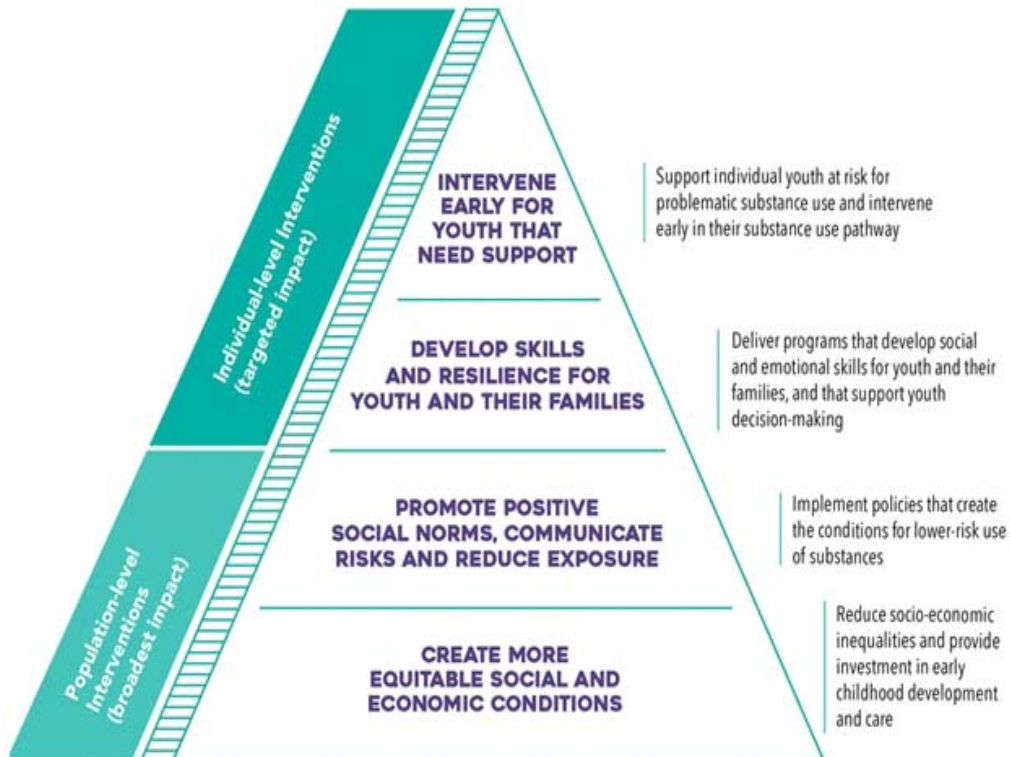 Individual-level Interventions
(targeted impact)
Population-level
Interventions
(broadest impact)
INTERVENE
EARLY FOR
YOUTH THAT
NEED SUPPORT
Support individual youth at risk for
problematic substance use and intervene
early in their substance use pathway
DEVELOP SKILLS
AND RESILIENCE FOR
YOUTH AND THEIR FAMILIES
Deliver programs that develop social
and emotional skills for youth and their
families, and that support youth
decision-making
PROMOTE POSITIVE
SOCIAL NORMS, COMMUNICATE
RISKS AND REDUCE EXPOSURE
Implement policies that create
the conditions for lower-risk use
of substances
CREATE MORE
EQUITABLE SOCIAL AND
ECONOMIC CONDITIONS
Reduce socio-economic
inequalities and provide
investment in early
childhood development
and care